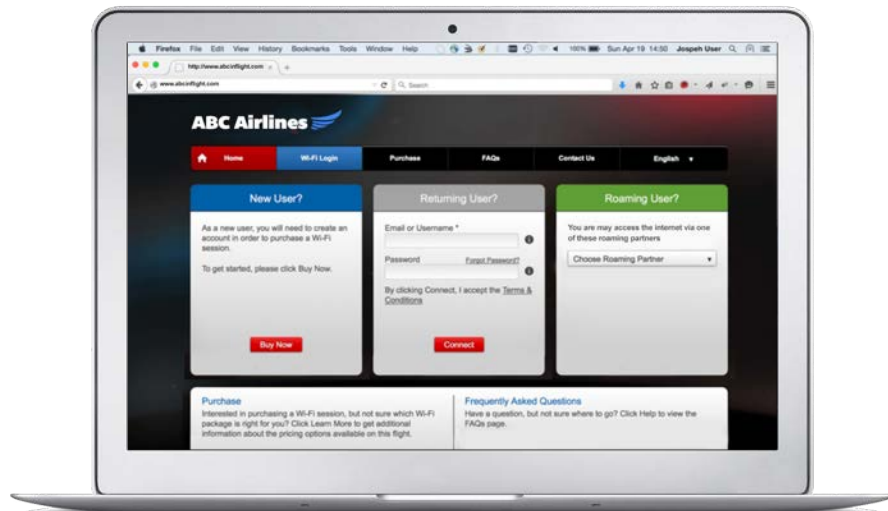 Firefox File Edit View History Bookmarks Tools Window Help 100% Sun Apr 19 14:50 Jospeh User
http://www.abcinflight.com
www.abcinflight.com Search
ABC Airlines
Home Wi-Fi Login Purchase FAQs Contact Us English
New User?
As a new user, you will need to create an
account in order to purchase a Wi-Fi
session.
To get started, please click Buy Now.
Buy Now
Returning User?
Email or Username *
Password Forgot Password?
By clicking Connect, I accept the Terms &
Conditions
Connect
Roaming User?
You are may access the internet via one
of these roaming partners
Choose Roaming Partner
Purchase
Interested in purchasing a Wi-Fi session, but not sure which Wi-Fi
package is right for you? Click Learn More to get additional
information about the pricing options available on this flight.
Frequently Asked Questions
Have a question, but not sure where to go? Click Help to view the
FAQs page.